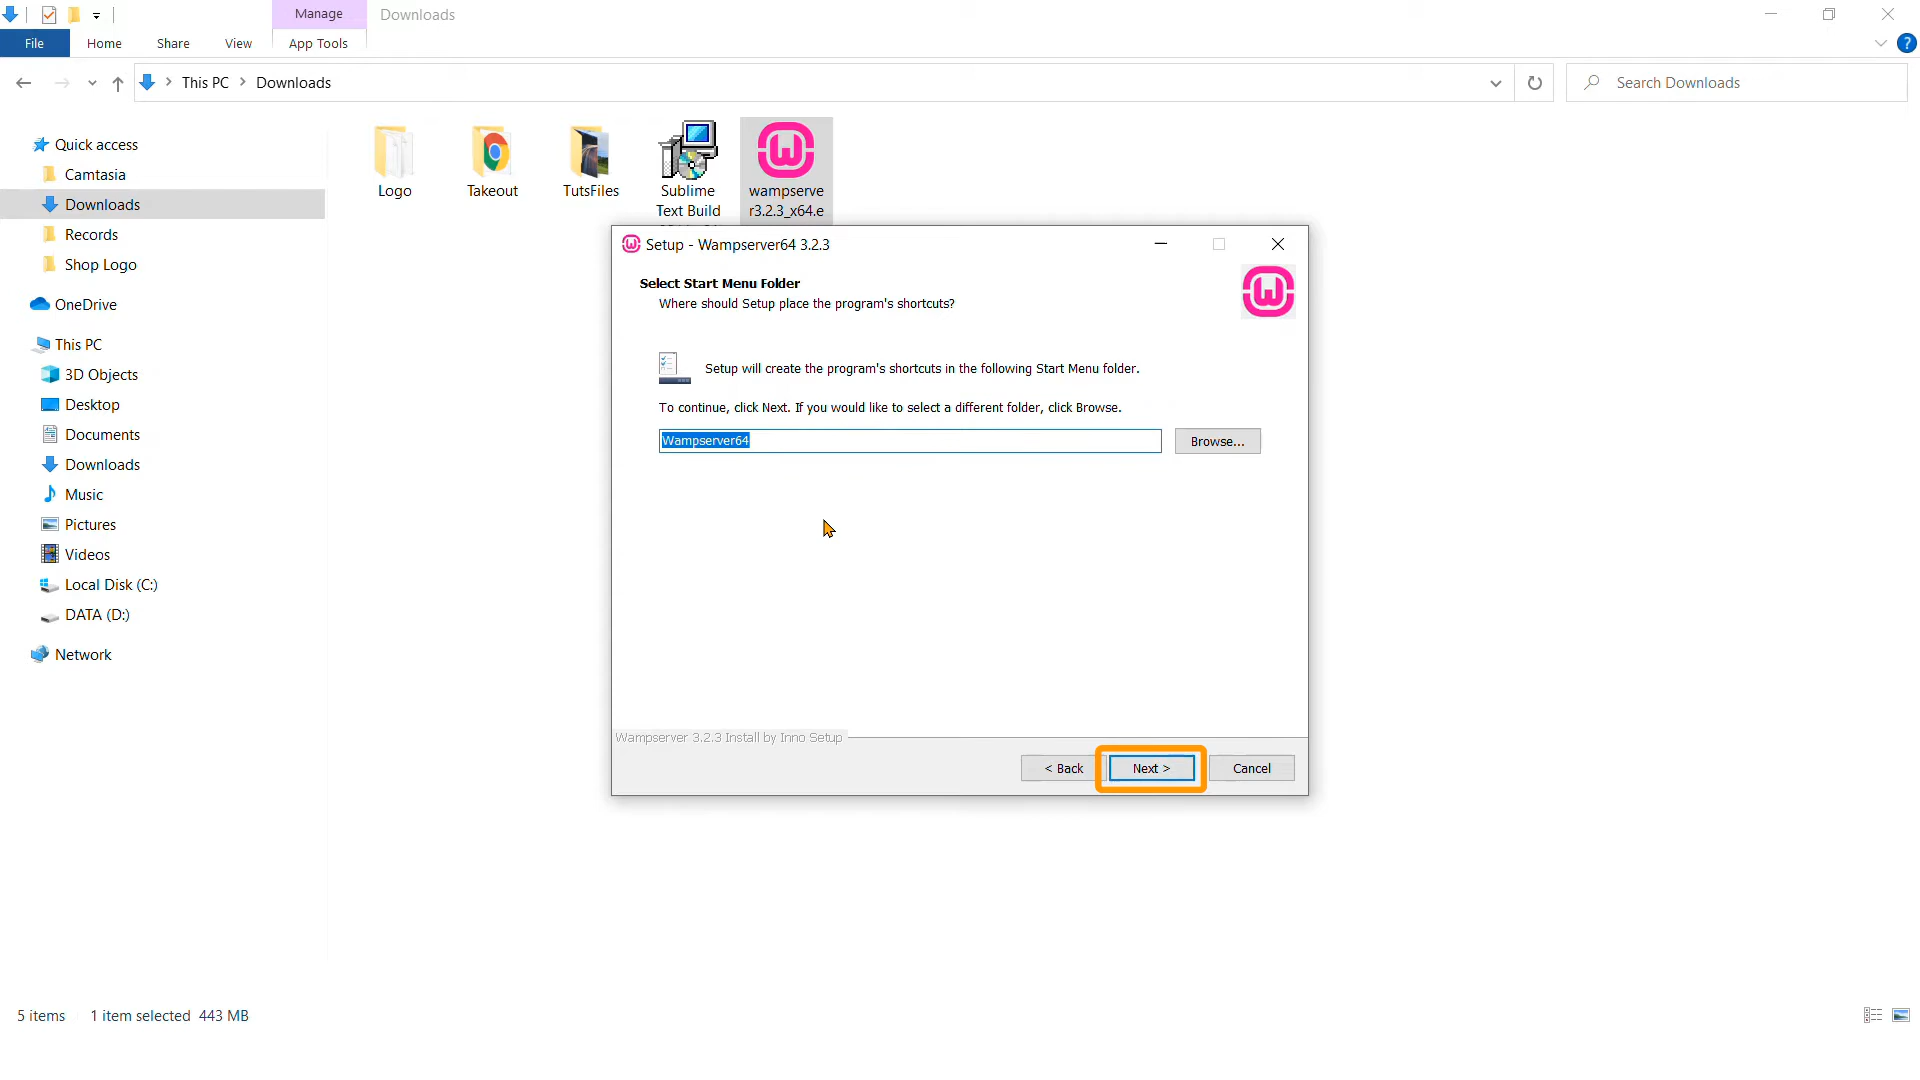 Manage
Downloads
File
Home
Share
View
App Tools
?
This PC
Downloads
Search Downloads
Quick access
Camtasia
Downloads
Records
Shop Logo
OneDrive
This PC
3D Objects
Desktop
Documents
Downloads
Music
Pictures
Videos
Local Disk (C:)
DATA (D:)
Network
Logo
Takeout
TutsFiles
Sublime
Text Build
wampserve
r3.2.3_x64.e
Setup - Wampserver64 3.2.3
Select Start Menu Folder
Where should Setup place the program's shortcuts?
Setup will create the program's shortcuts in the following Start Menu folder.
To continue, click Next. If you would like to select a different folder, click Browse.
Wampserver64
Browse...
Wampserver 3.2.3 Install by Inno Setup
< Back
Next >
Cancel
5 items
1 item selected 443 MB